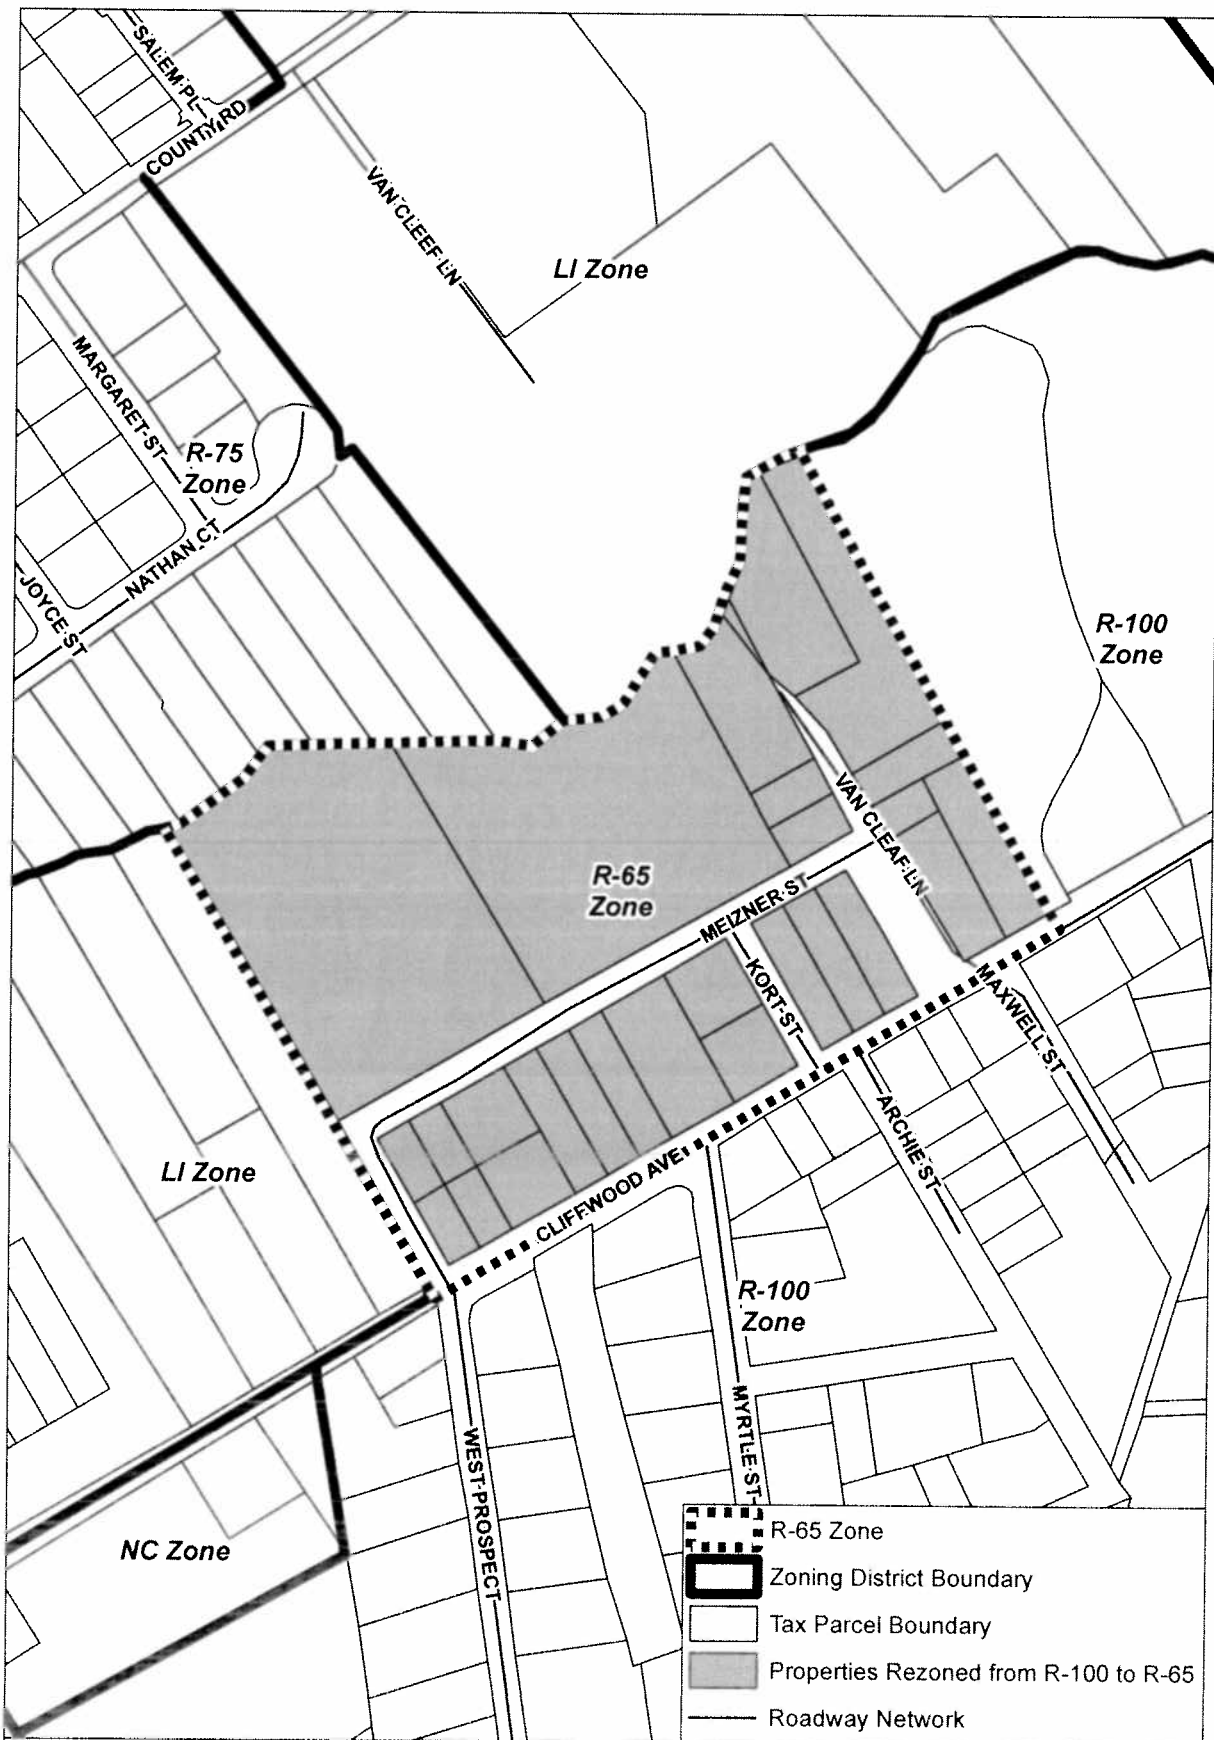 SALEM PL
COUNTY RD
VAN CLEEF LN
LI Zone
MARGARET ST
R-75
Zone
NATHAN CT
JOYCE ST
R-100
Zone
VAN CLEAF LN
R-65
Zone
MEIZNER ST
KORT ST
MAXWELL ST
ARCHIE ST
LI Zone
CLIFFWOOD AVE
R-100
Zone
MYRTLE ST
WEST PROSPECT
NC Zone
R-65 Zone
Zoning District Boundary
Tax Parcel Boundary
Properties Rezoned from R-100 to R-65
Roadway Network